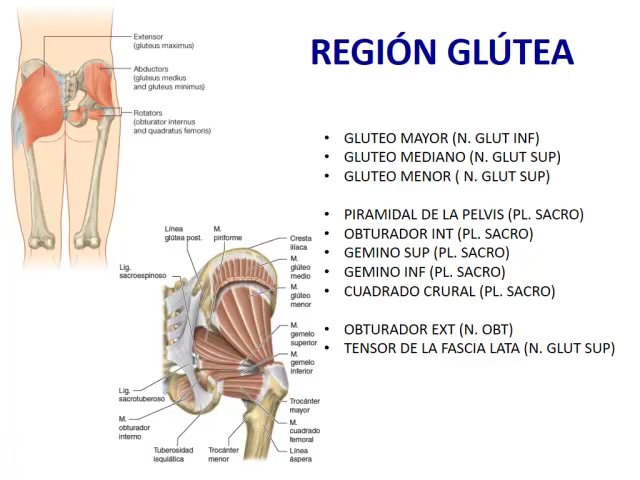 REGIÓN GLÚTEA
Extensor
(gluteus maximus)
Abductors
(gluteus medius
and gluteus minimus)
Rotators
(obturator internus
and quadratus femoris)
• GLUTEO MAYOR (N. GLUT INF)
• GLUTEO MEDIANO (N. GLUT SUP)
• GLUTEO MENOR ( N. GLUT SUP)
• PIRAMIDAL DE LA PELVIS (PL. SACRO)
• OBTURADOR INT (PL. SACRO)
• GEMINO SUP (PL. SACRO)
• GEMINO INF (PL. SACRO)
• CUADRADO CRURAL (PL. SACRO)
• OBTURADOR EXT (N. OBT)
• TENSOR DE LA FASCIA LATA (N. GLUT SUP)
Línea
glútea post.
M.
piriforme
Cresta
ilíaca
M.
glúteo
medio
M.
glúteo
menor
M.
gemelo
superior
M.
gemelo
inferior
Trocánter
mayor
M.
cuadrado
femoral
Línea
áspera
Lig.
sacroespinoso
Lig.
sacrotuberoso
M.
obturador
interno
Tuberosidad
isquiática
Trocánter
menor